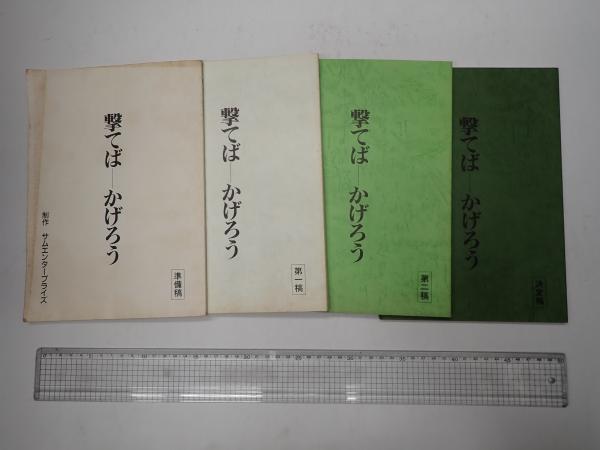 撃てば―かげろう
準備稿
制作 サムエンタープライズ
撃てば―かげろう
第一稿
撃てば―かげろう
第二稿
撃てば―かげろう
決定稿